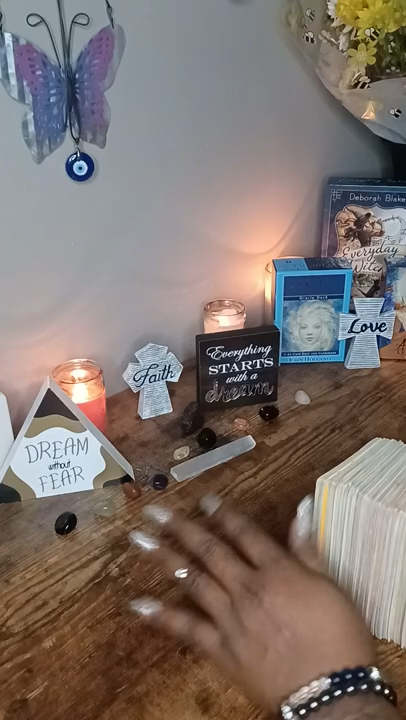 Deborah Blake
Everyday
Witch
Everything
STARTS
with a
dream
Love
Faith
DREAM
without
FEAR